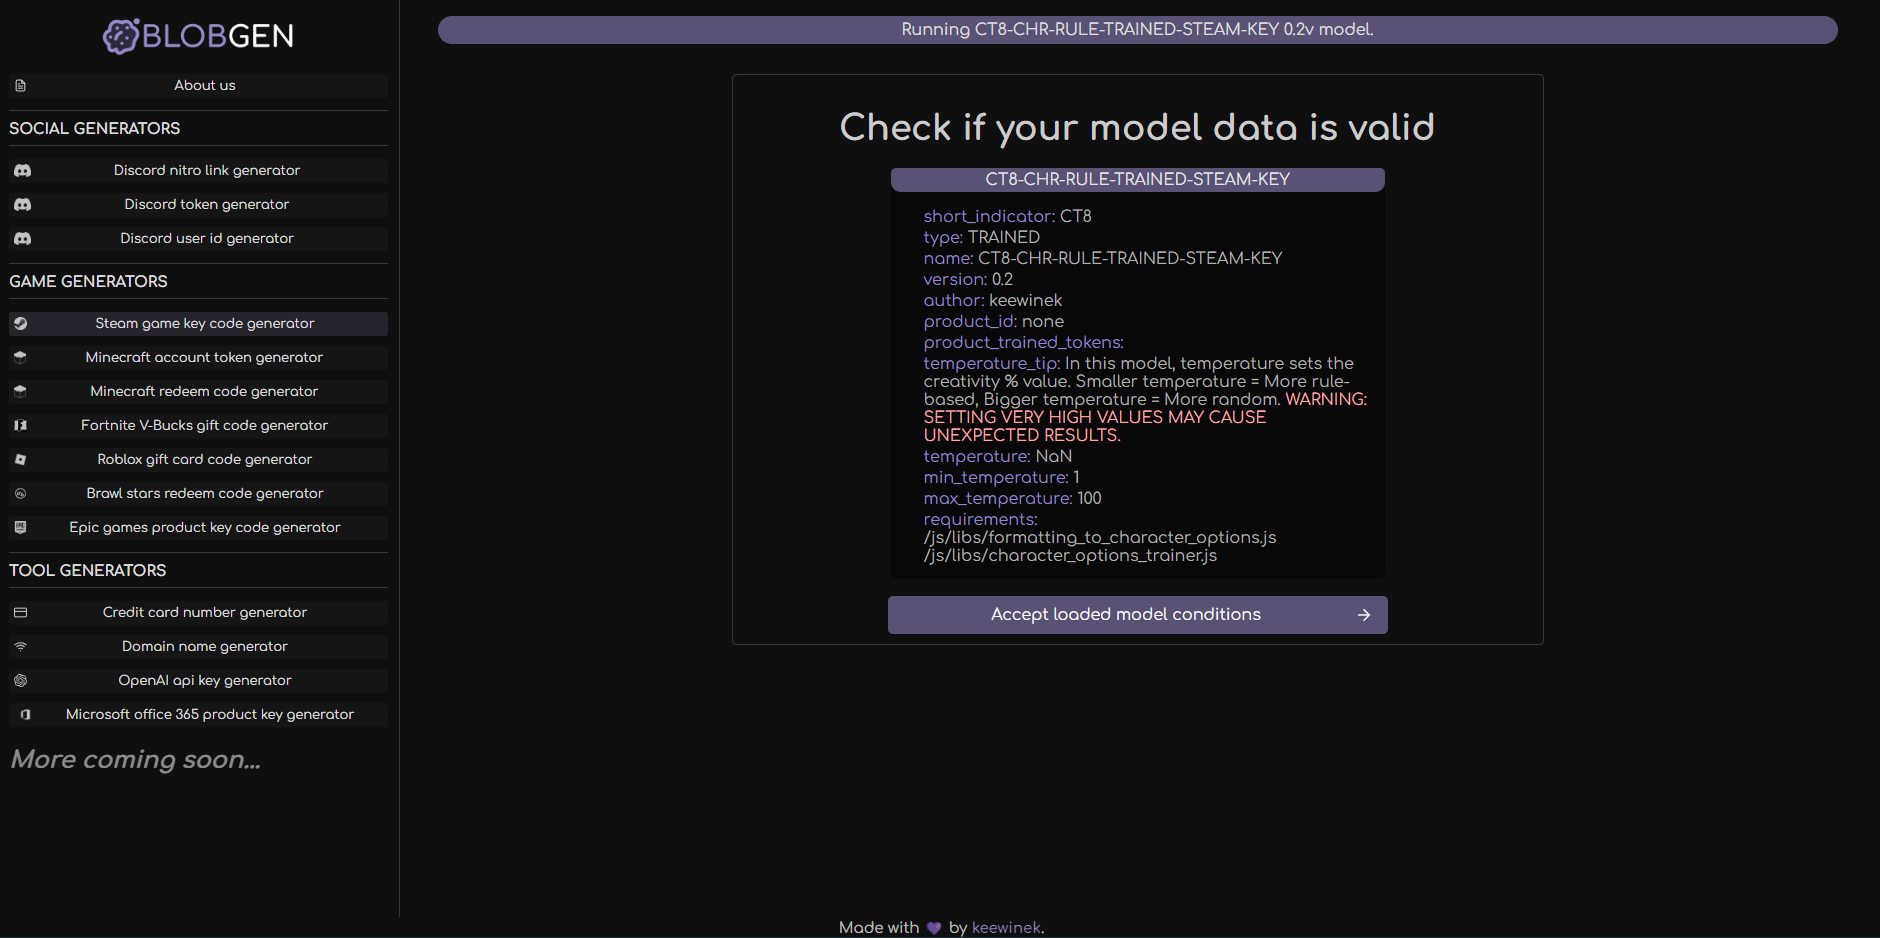 BLOBGEN
About us
SOCIAL GENERATORS
Discord nitro link generator
Discord token generator
Discord user id generator
GAME GENERATORS
Steam game key code generator
Minecraft account token generator
Minecraft redeem code generator
Fortnite V-Bucks gift code generator
Roblox gift card code generator
Brawl stars redeem code generator
Epic games product key code generator
TOOL GENERATORS
Credit card number generator
Domain name generator
OpenAI api key generator
Microsoft office 365 product key generator
More coming soon...
Running CT8-CHR-RULE-TRAINED-STEAM-KEY 0.2v model.
Check if your model data is valid
CT8-CHR-RULE-TRAINED-STEAM-KEY
short_indicator: CT8
type: TRAINED
name: CT8-CHR-RULE-TRAINED-STEAM-KEY
version: 0.2
author: keewinek
product_id: none
product_trained_tokens:
temperature_tip: In this model, temperature sets the
creativity % value. Smaller temperature = More rule-
based, Bigger temperature = More random. WARNING:
SETTING VERY HIGH VALUES MAY CAUSE
UNEXPECTED RESULTS.
temperature: NaN
min_temperature: 1
max_temperature: 100
requirements:
/js/libs/formatting_to_character_options.js
/js/libs/character_options_trainer.js
Accept loaded model conditions
Made with 💜 by keewinek.